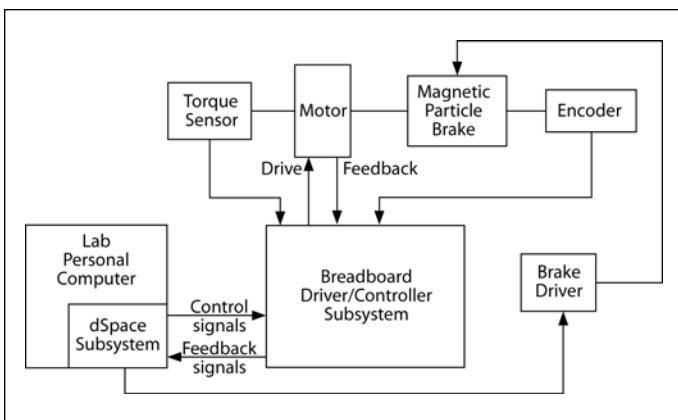 Torque
Sensor
Motor
Magnetic
Particle
Brake
Encoder
Drive
Feedback
Lab
Personal
Computer
dSpace
Subsystem
Control
signals
Feedback
signals
Breadboard
Driver/Controller
Subsystem
Brake
Driver